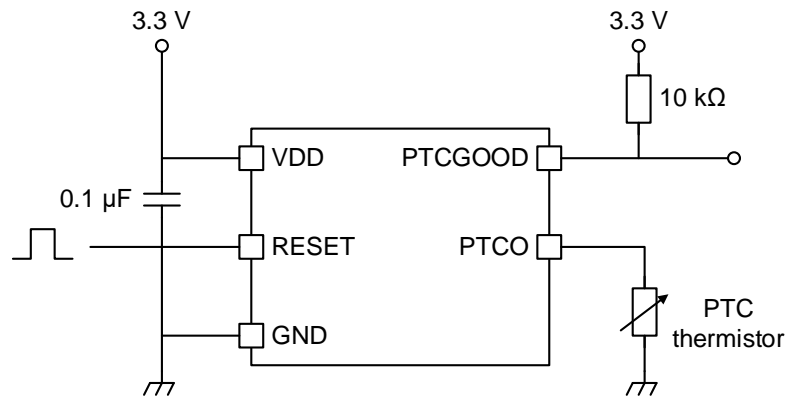 3.3 V
3.3 V
10 kΩ
VDD
PTCGOOD
0.1 µF
RESET
PTCO
PTC
thermistor
GND